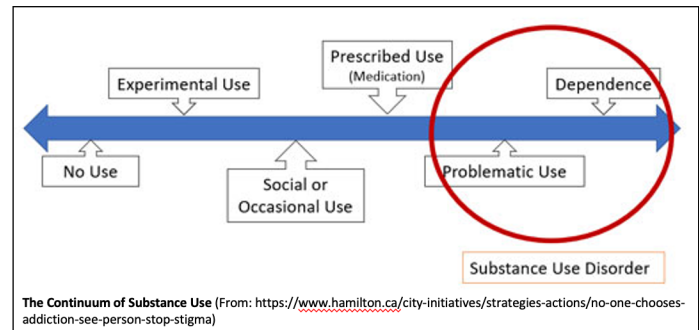 Prescribed Use
(Medication)
Experimental Use
Dependence
No Use
Social or
Occasional Use
Problematic Use
Substance Use Disorder
The Continuum of Substance Use (From: https://www.hamilton.ca/city-initiatives/strategies-actions/no-one-chooses-
addiction-see-person-stop-stigma)